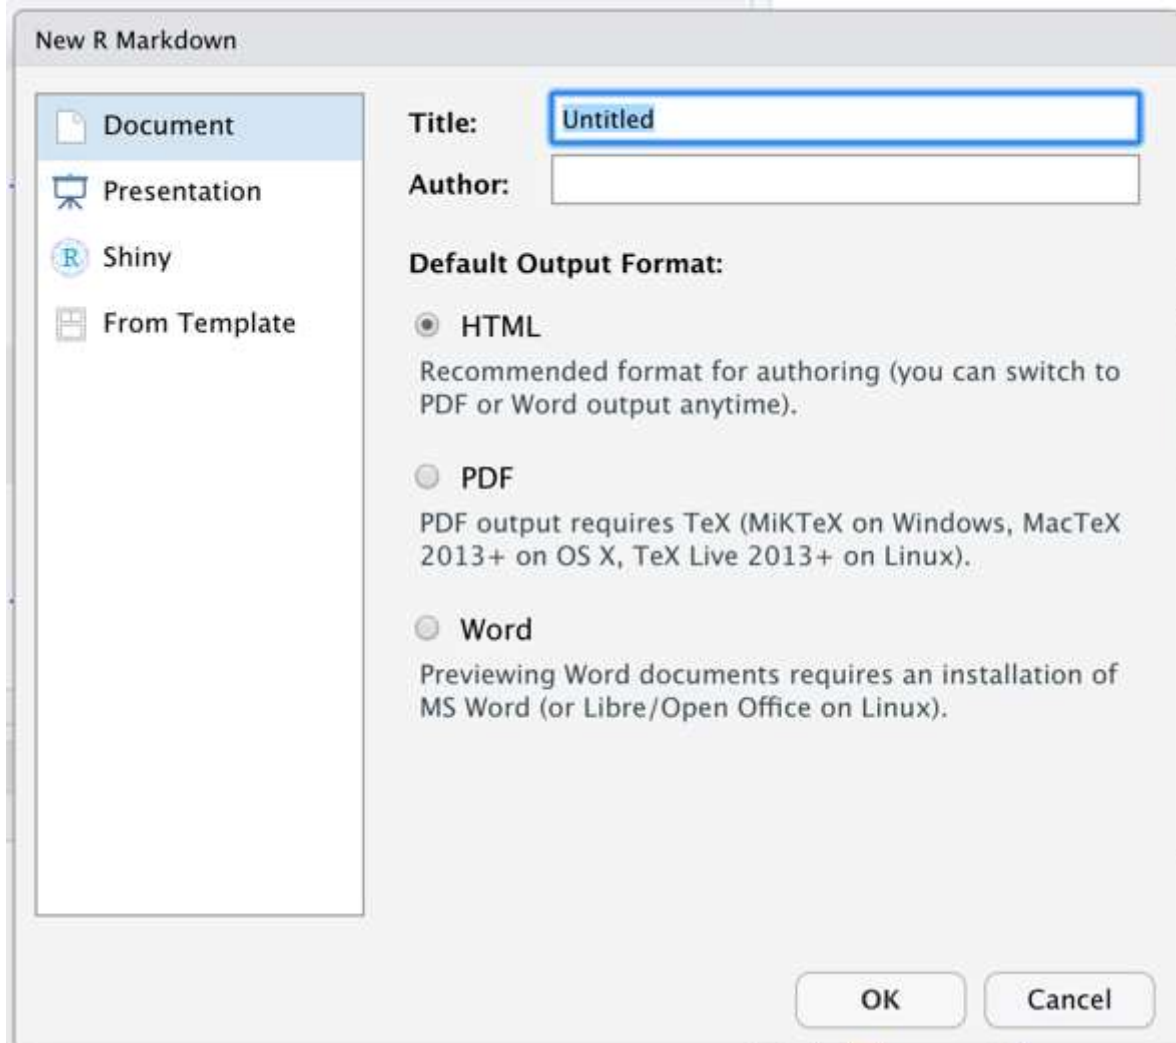 New R Markdown
Document
Presentation
R Shiny
From Template
Title: Untitled
Author:
Default Output Format:
HTML
Recommended format for authoring (you can switch to
PDF or Word output anytime).
PDF
PDF output requires TeX (MiKTeX on Windows, MacTeX
2013+ on OS X, TeX Live 2013+ on Linux).
Word
Previewing Word documents requires an installation of
MS Word (or Libre/Open Office on Linux).
OK Cancel